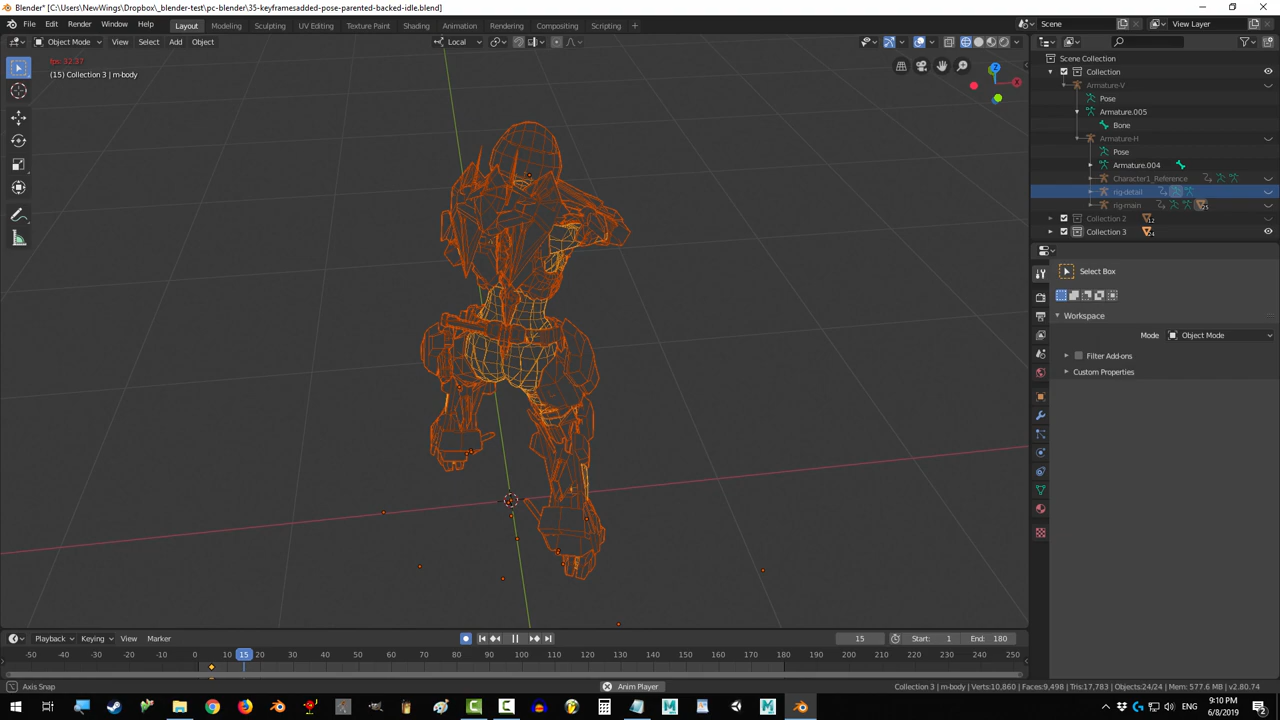 Blender* [C:\Users\NewWings\Dropbox\_blender-test\pc-blender\35-keyframesadded-pose-parented-backed-idle.blend]
File Edit Render Window Help Layout Modeling Sculpting UV Editing Texture Paint Shading Animation Rendering Compositing Scripting + Scene View Layer
Object Mode View Select Add Object Local
fps: 32.37
(15) Collection 3 | m-body
Z
X
Scene Collection
Collection
Armature-V
Pose
Armature.005
Bone
Armature-H
Pose
Armature.004
Character1_Reference
rig-detail
rig-main
Collection 2
Collection 3
Select Box
Workspace
Mode Object Mode
Filter Add-ons
Custom Properties
Playback Keying View Marker 15 Start: 1 End: 180
-50 -40 -30 -20 -10 0 10 15 20 30 40 50 60 70 80 90 100 110 120 130 140 150 160 170 180 190 200 210 220 230 240 250
Axis Snap Anim Player Collection 3 | m-body | Verts:10,860 | Faces:9,498 | Tris:17,783 | Objects:24/24 | Mem: 577.6 MB | v2.80.74
ENG 9:10 PM
6/8/2019